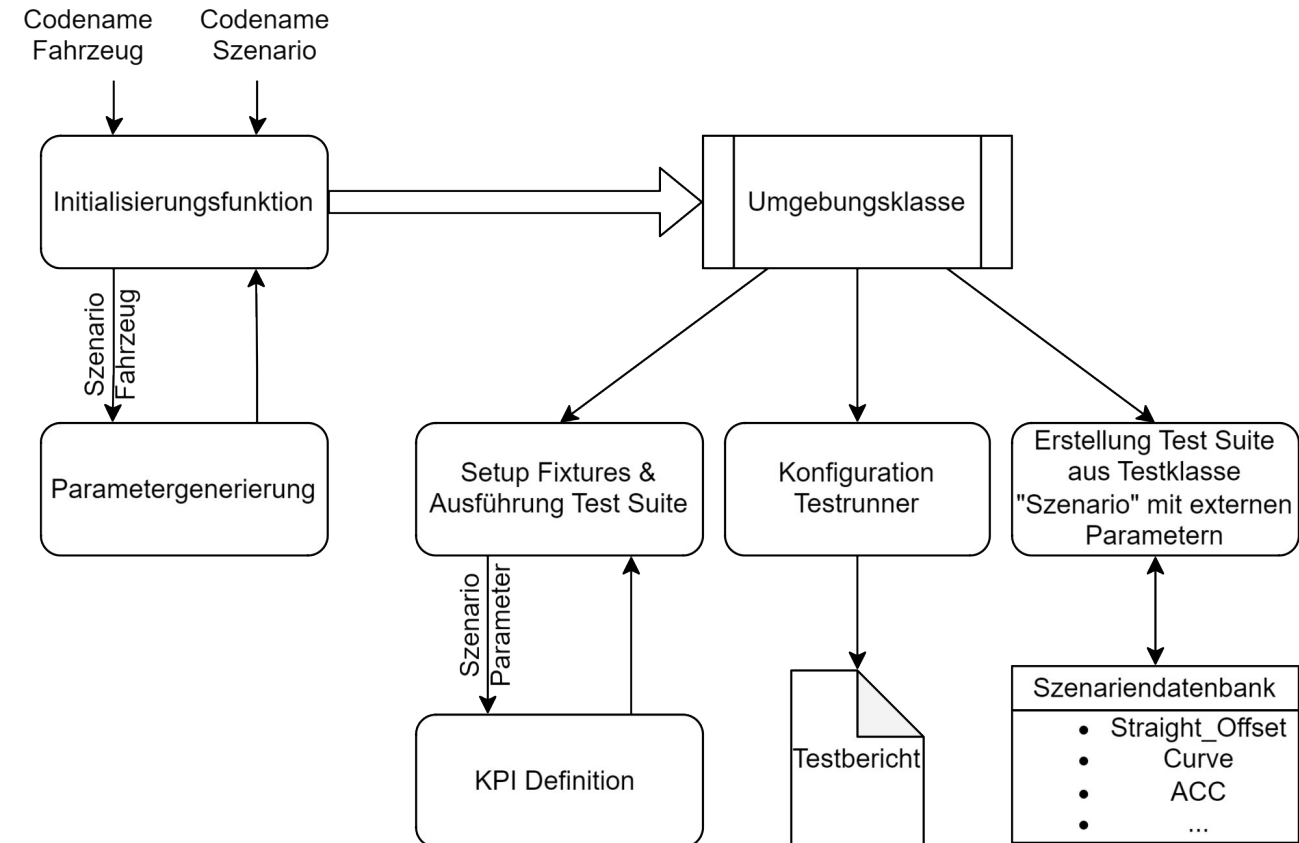 Codename
Fahrzeug
Codename
Szenario
Initialisierungsfunktion
Umgebungsklasse
Szenario
Fahrzeug
Parametergenerierung
Setup Fixtures &
Ausführung Test Suite
Konfiguration
Testrunner
Erstellung Test Suite
aus Testklasse
"Szenario" mit externen
Parametern
Szenario
Parameter
KPI Definition
Testbericht
Szenariendatenbank
• Straight_Offset
• Curve
• ACC
• ...